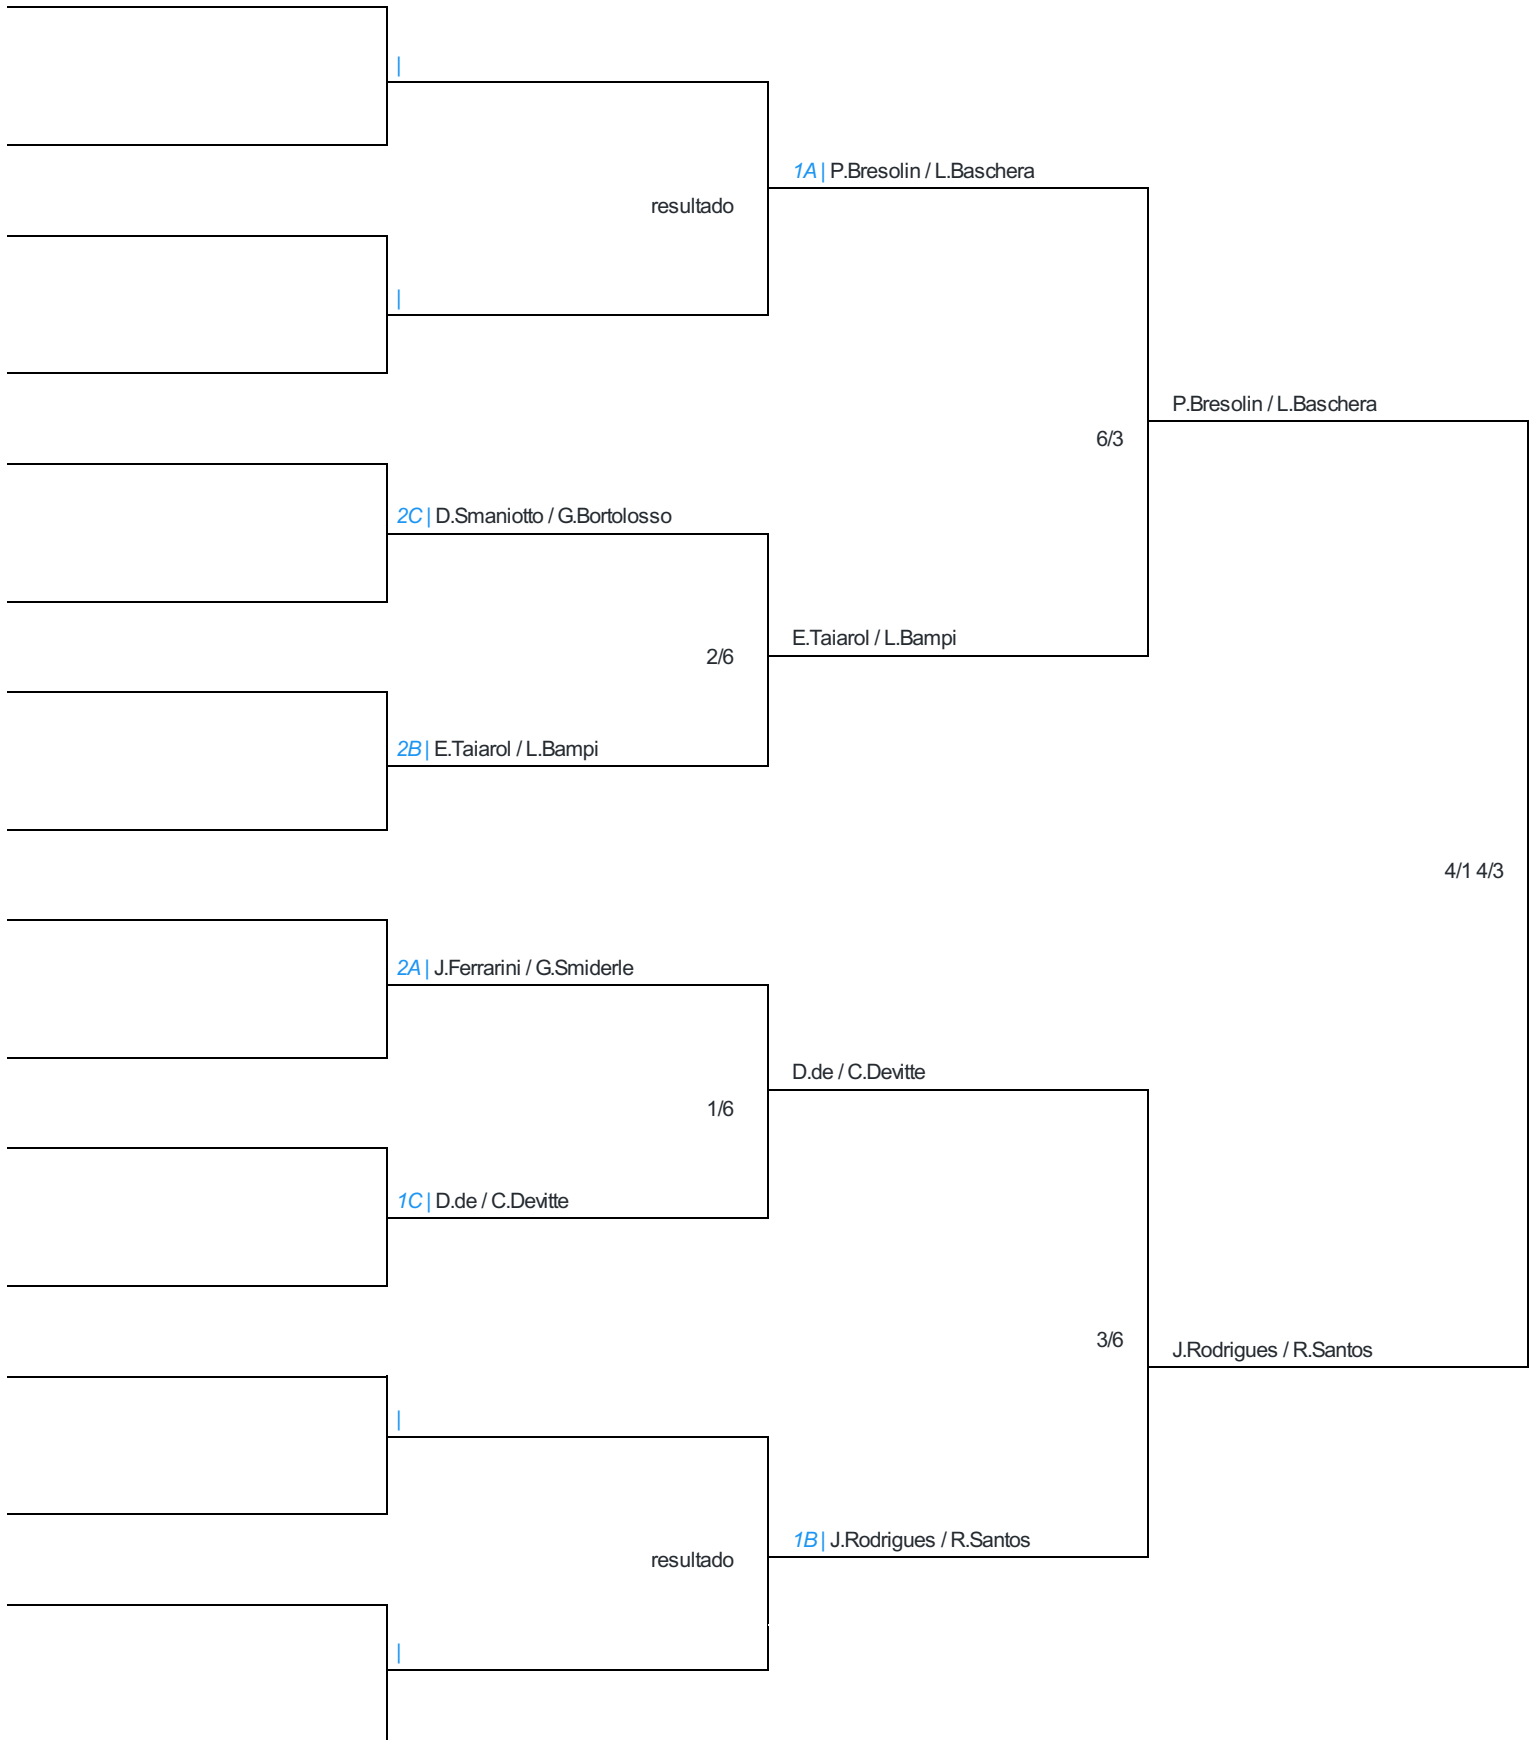 |
1A | P.Bresolin / L.Baschera
resultado
|
P.Bresolin / L.Baschera
6/3
2C | D.Smaniotto / G.Bortolosso
E.Taiarol / L.Bampi
2/6
2B | E.Taiarol / L.Bampi
4/1 4/3
2A | J.Ferrarini / G.Smiderle
D.de / C.Devitte
1/6
1C | D.de / C.Devitte
3/6
J.Rodrigues / R.Santos
|
1B | J.Rodrigues / R.Santos
resultado
|